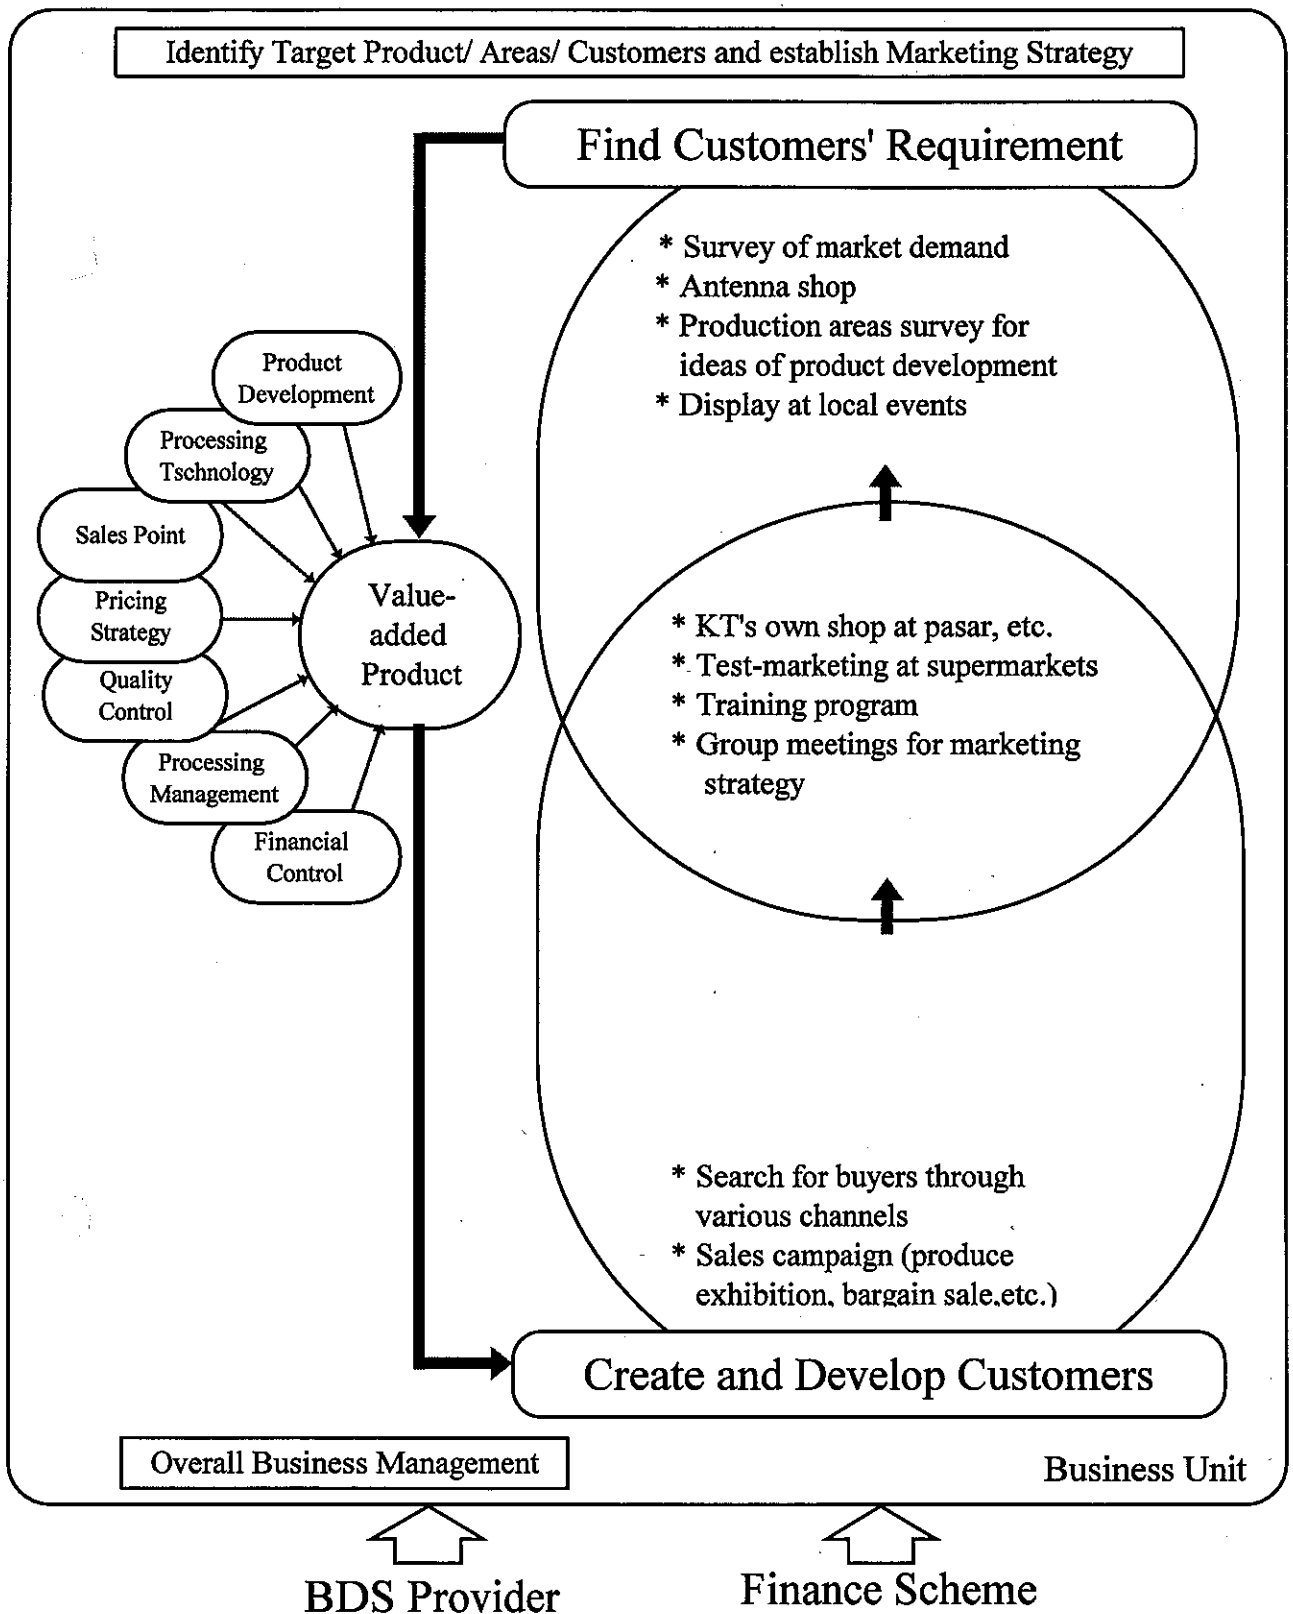 Identify Target Product/ Areas/ Customers and establish Marketing Strategy
Find Customers' Requirement
* Survey of market demand
* Antenna shop
* Production areas survey for
ideas of product development
* Display at local events
Product
Development
Processing
Tschnology
Sales Point
Pricing
Strategy
Quality
Control
Processing
Management
Financial
Control
Value-
added
Product
* KT's own shop at pasar, etc.
* Test-marketing at supermarkets
* Training program
* Group meetings for marketing
strategy
* Search for buyers through
various channels
* Sales campaign (produce
exhibition, bargain sale,etc.)
Create and Develop Customers
Overall Business Management
Business Unit
BDS Provider
Finance Scheme